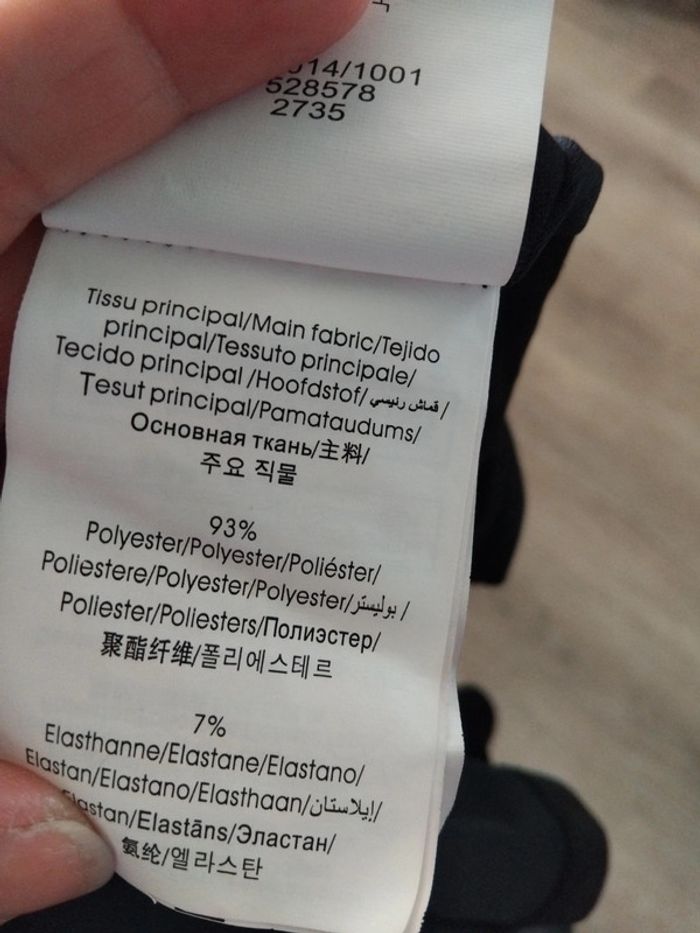 528578
2735
Tissu principal/Main fabric/Tejido
principal/Tessuto principale/
Tecido principal /Hoofdstof/قماش رئيسي/
Tesut principal/Pamataudums/
Основная ткань/主料/
주요 직물
93%
Polyester/Polyester/Poliéster/
Poliestere/Polyester/Polyester/بوليستر/
Poliester/Poliesters/Полиэстер/
聚酯纤维/폴리에스테르
7%
Elasthanne/Elastane/Elastano/
Elastan/Elastano/Elasthaan/إيلاستان/
Elastan/Elastāns/Эластан/
氨纶/엘라스탄